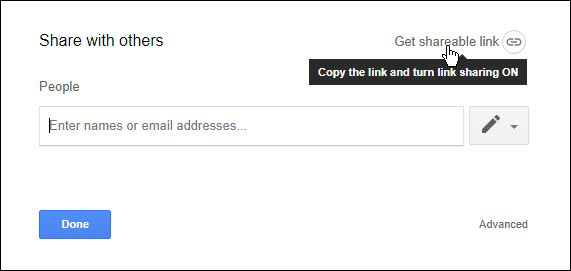 Share with others
Get shareable link
Copy the link and turn link sharing ON
People
Enter names or email addresses...
Done
Advanced